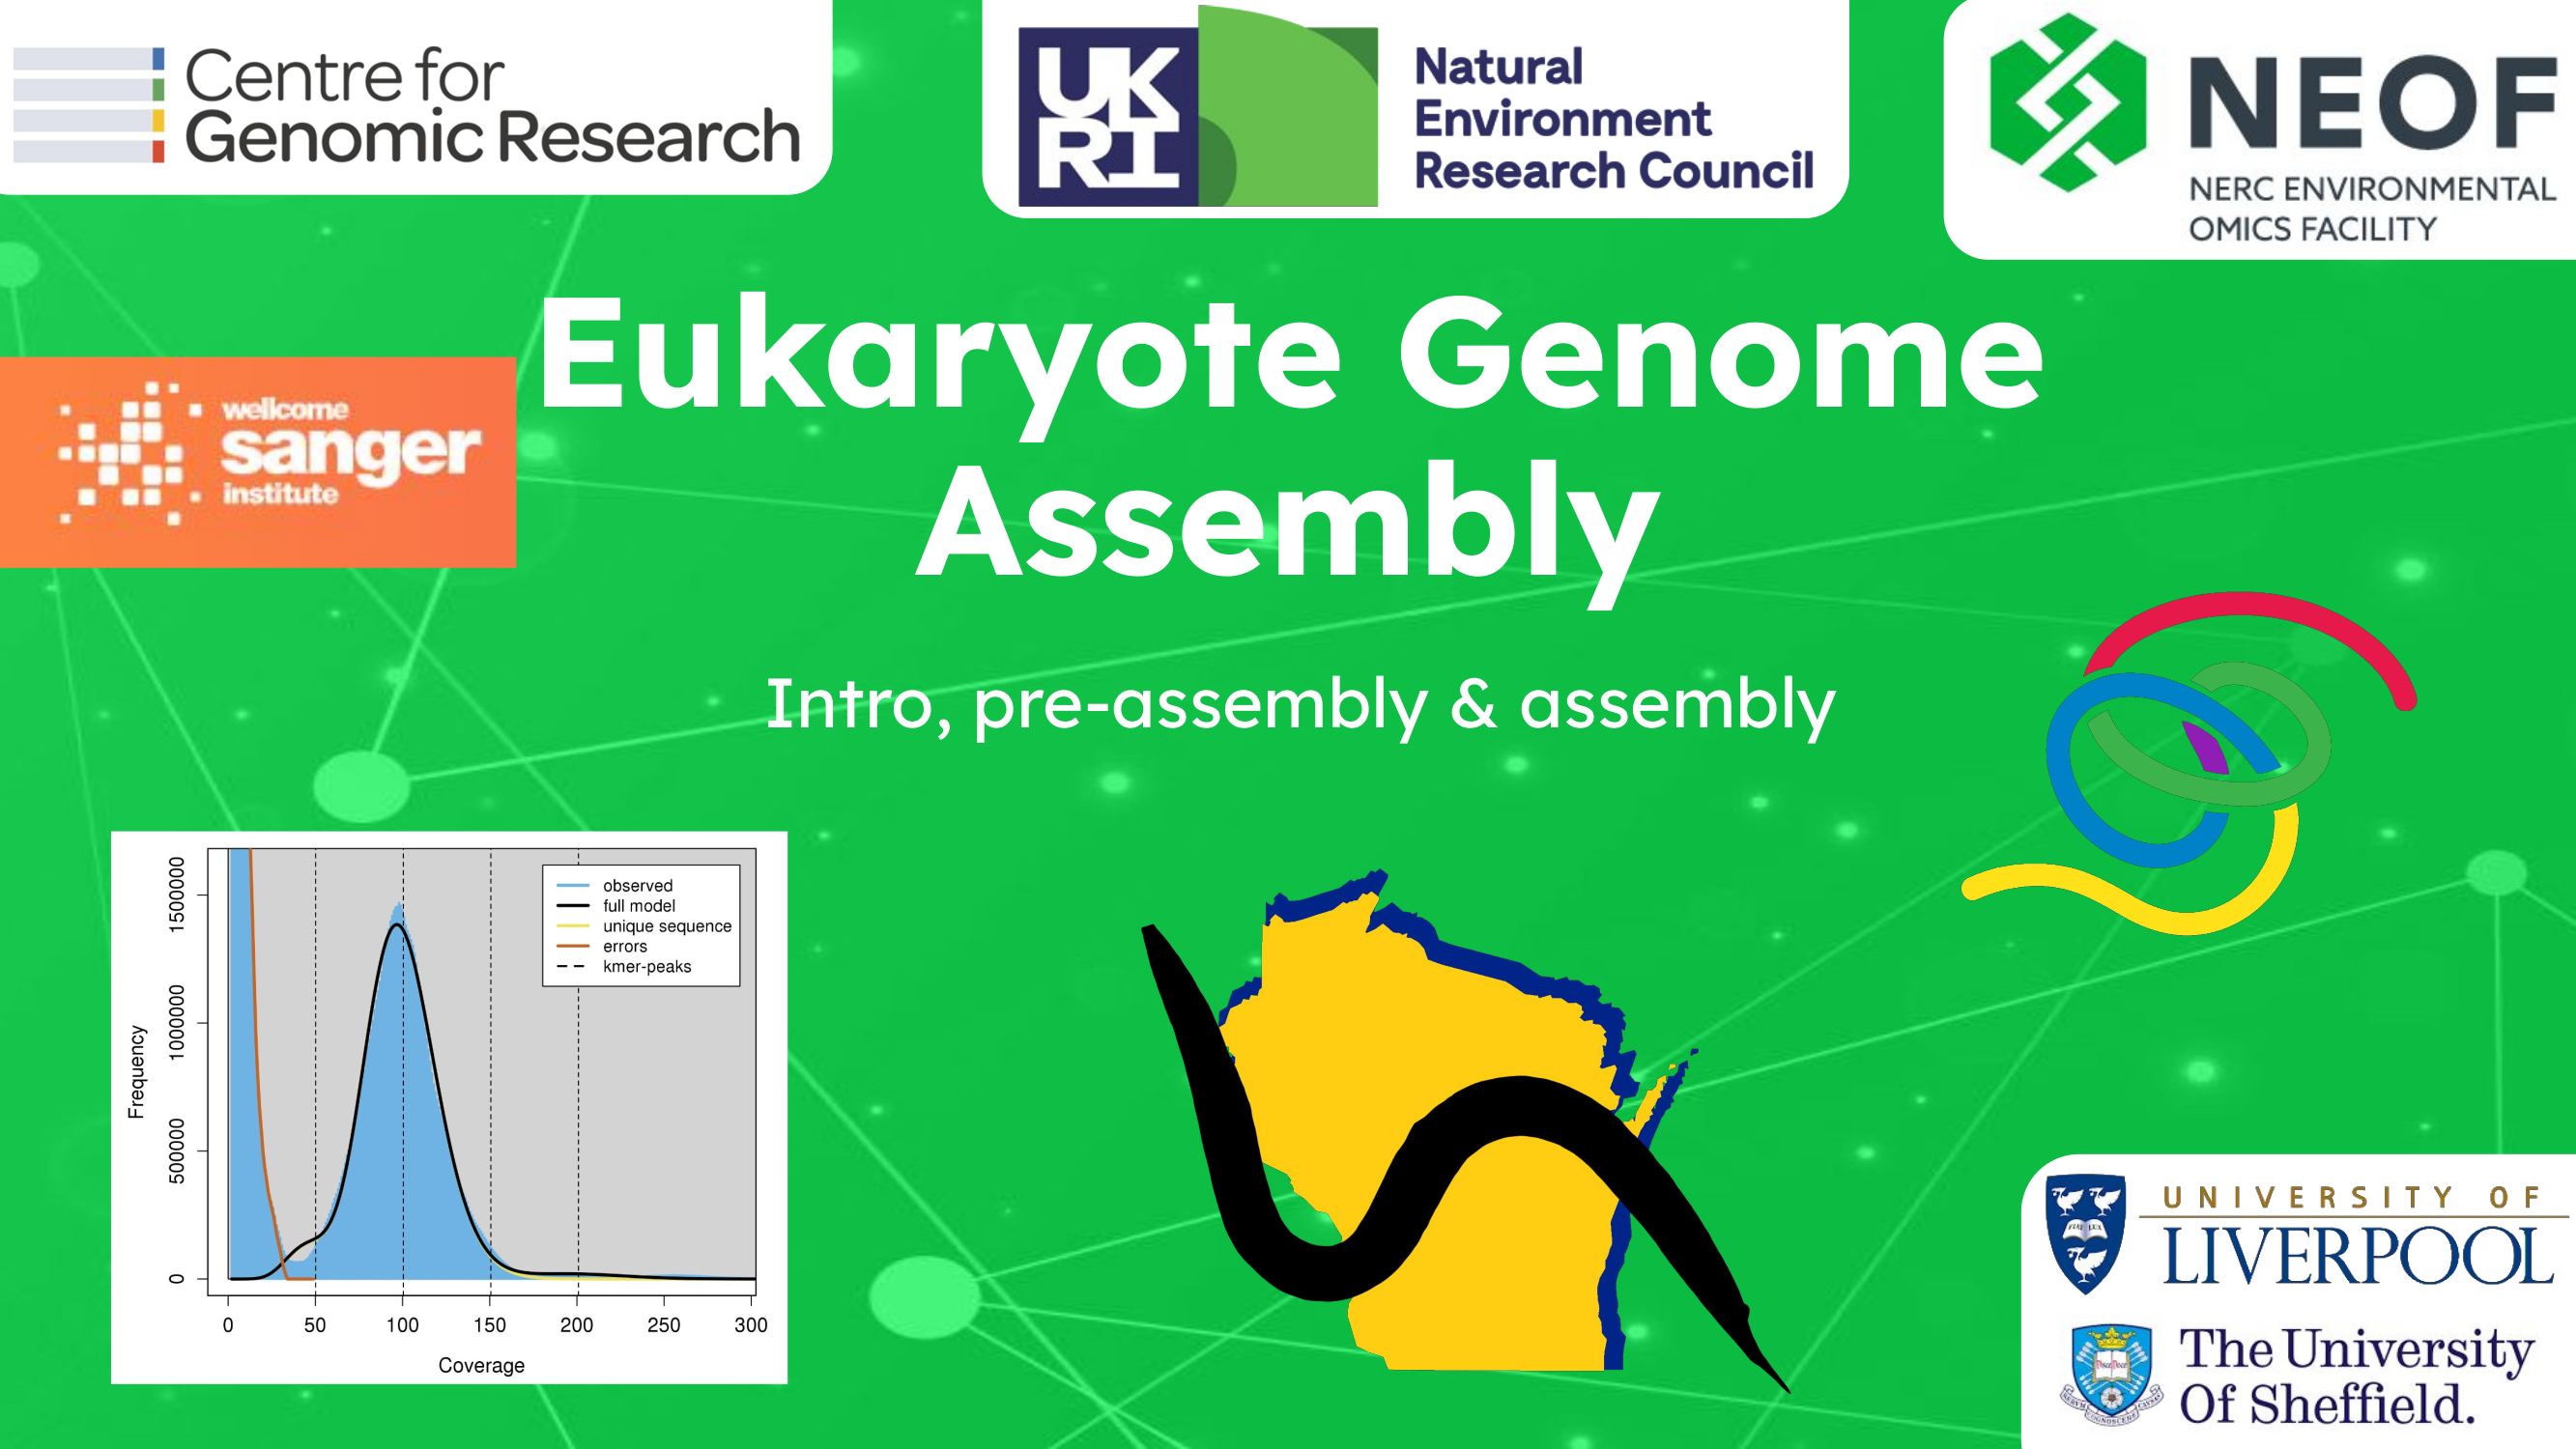 Centre for
Genomic Research
UK
RI
Natural
Environment
Research Council
NEOF
NERC ENVIRONMENTAL
OMICS FACILITY
wellcome
sanger
institute
Eukaryote Genome
Assembly
Intro, pre-assembly & assembly
observed
full model
unique sequence
errors
kmer-peaks
Frequency
0
500000
1000000
1500000
0 50 100 150 200 250 300
Coverage
UNIVERSITY OF
LIVERPOOL
FIAT LUX
The University
Of Sheffield.